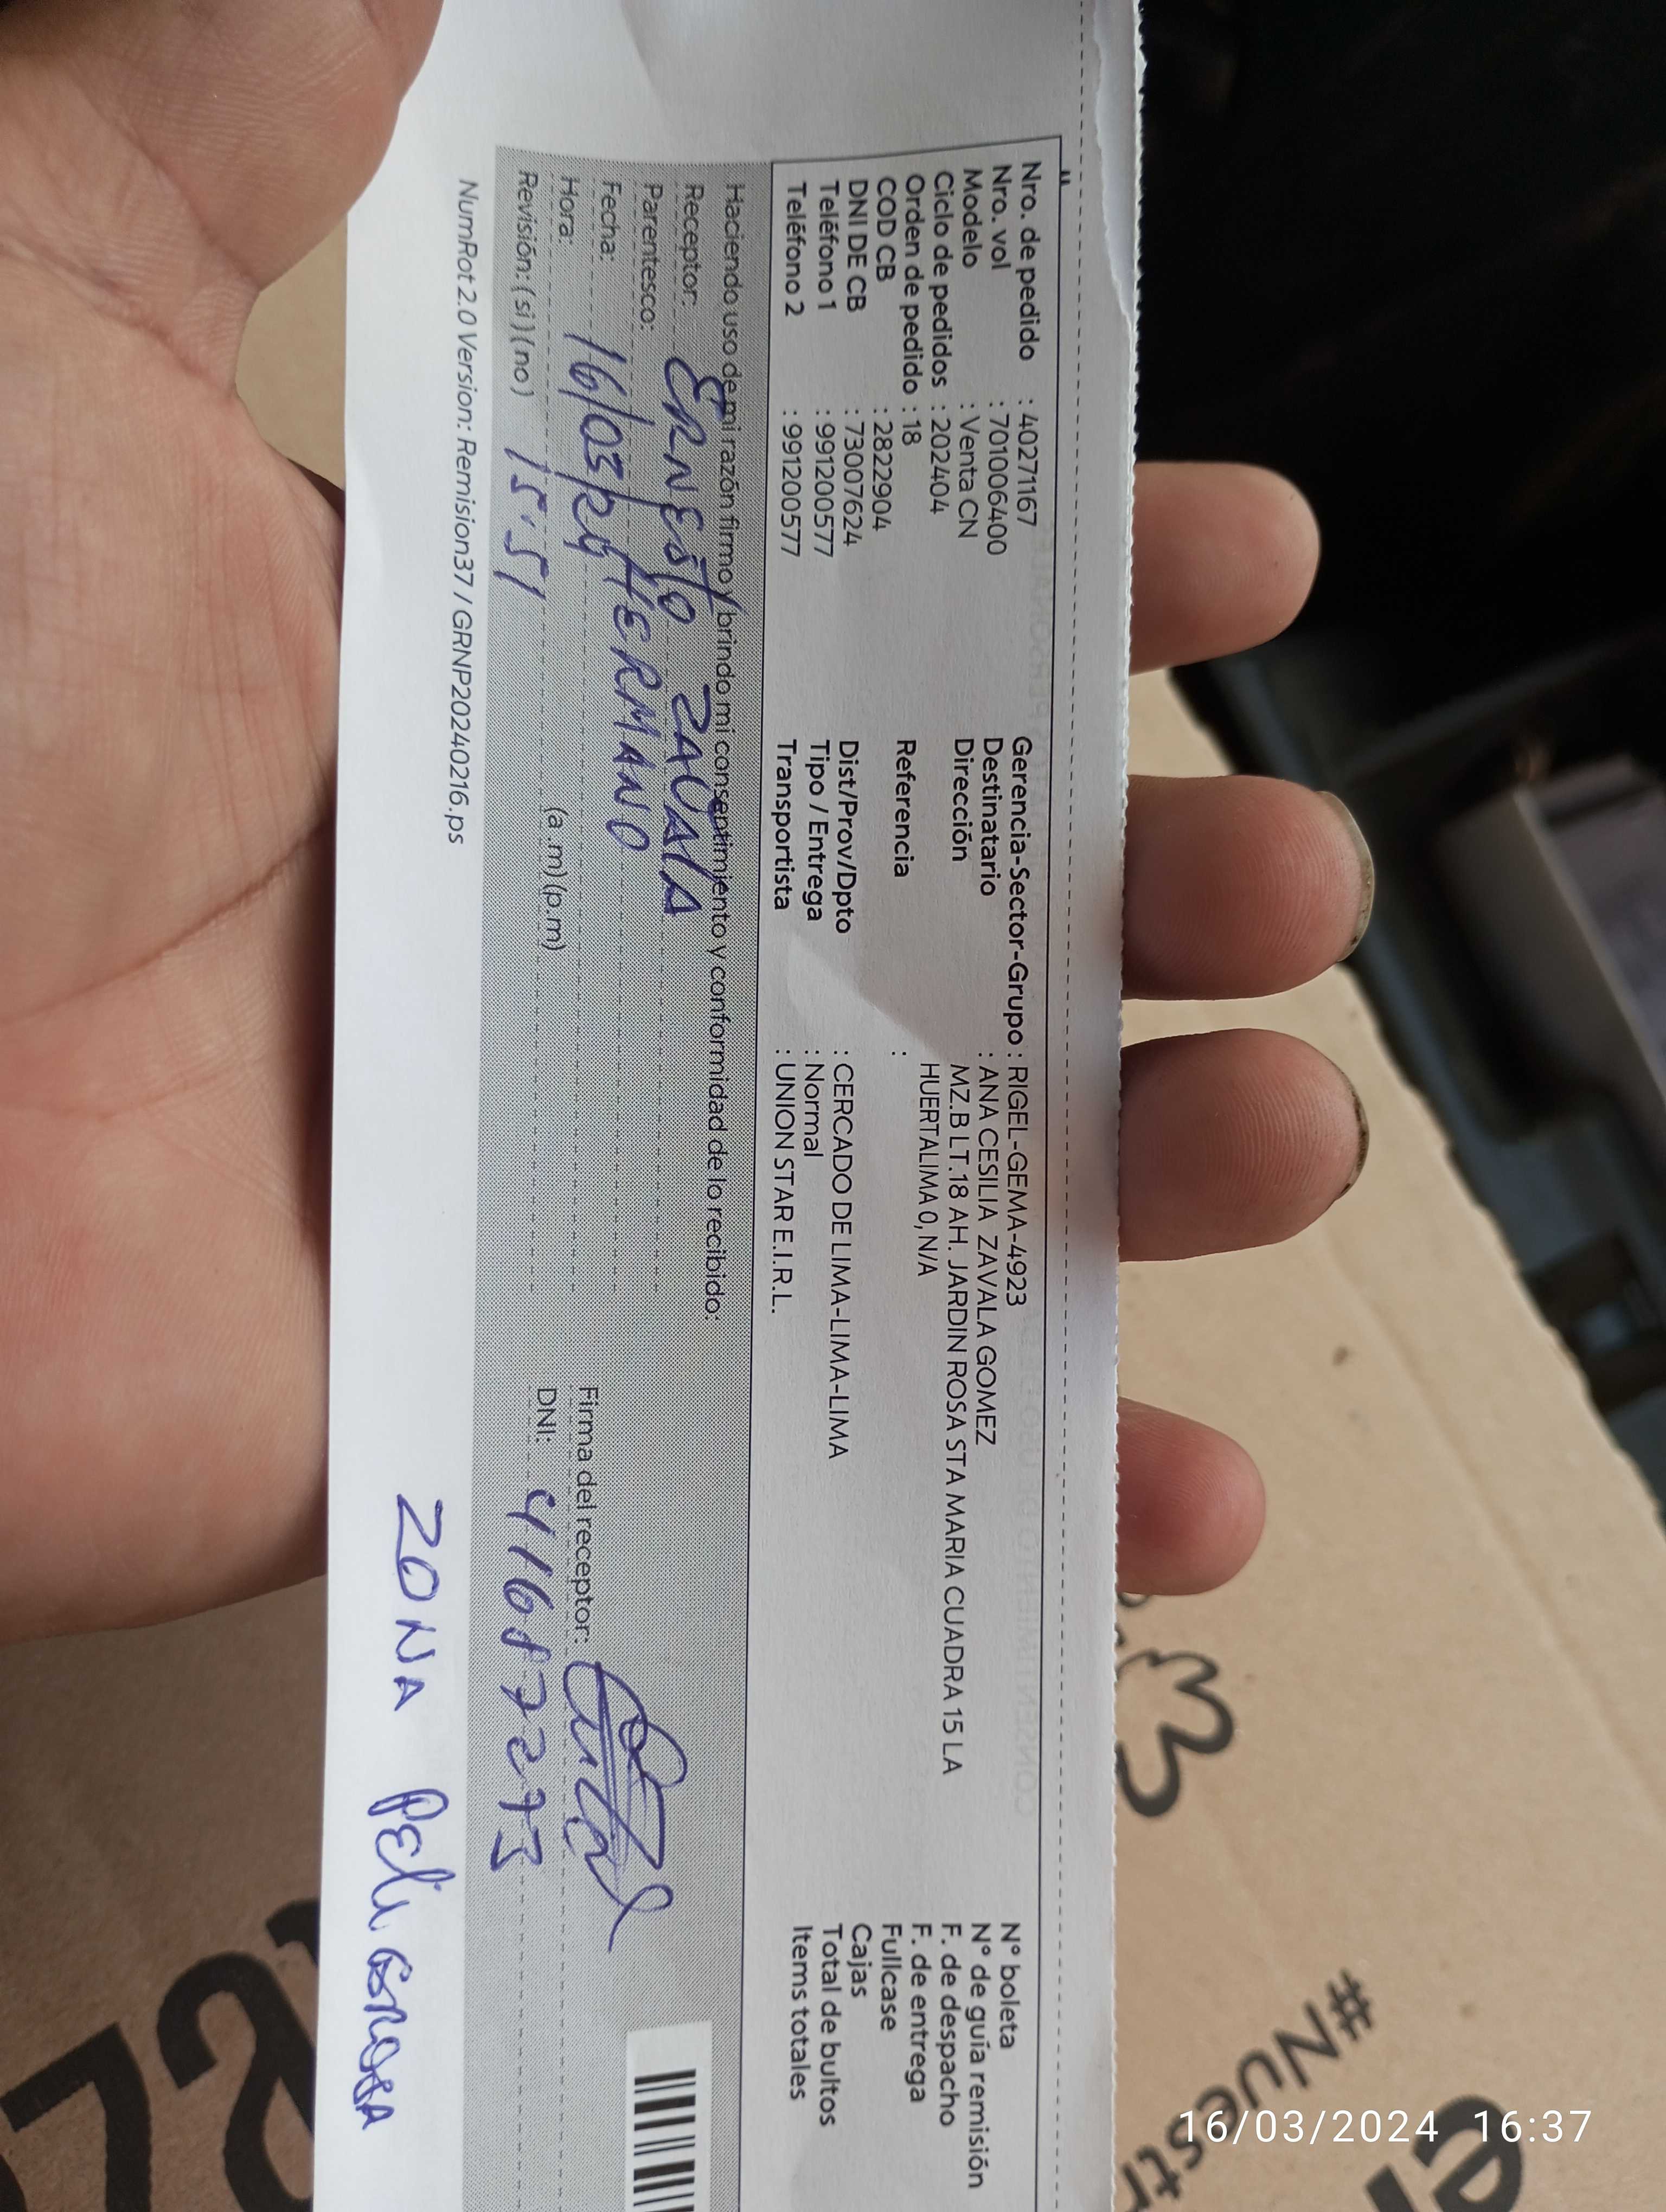 Nro. de pedido : 40271167
Nro. vol : 701006400
Modelo : Venta CN
Ciclo de pedidos : 202404
Orden de pedido : 18
COD CB : 2822904
DNI DE CB : 73007624
Teléfono 1 : 991200577
Teléfono 2 : 991200577
Gerencia-Sector-Grupo : RIGEL-GEMA-4923
Destinatario : ANA CESILIA ZAVALA GOMEZ
Dirección MZ.B LT.18 AH. JARDIN ROSA STA MARIA CUADRA 15 LA
HUERTALIMA 0, N/A
Referencia :
Dist/Prov/Dpto : CERCADO DE LIMA-LIMA-LIMA
Tipo / Entrega : Normal
Transportista : UNION STAR E.I.R.L.
N° boleta
N° de guía remisión
F. de despacho
F. de entrega
Fullcase
Cajas
Total de bultos
Items totales
Haciendo uso de mi razón firmo y brindo mi consentimiento y conformidad de lo recibido:
Receptor: ERNESTO ZAVALA
Parentesco: HERMANO
Fecha: 16/03/24
Hora: 15:51 (a.m)(p.m)
Revisión: (si) (no)
Firma del receptor:
DNI: 41687273
NumRot 2.0 Version: Remision37 / GRNP20240216.ps
ZONA PELIGROSA
#Nuestr
16/03/2024 16:37